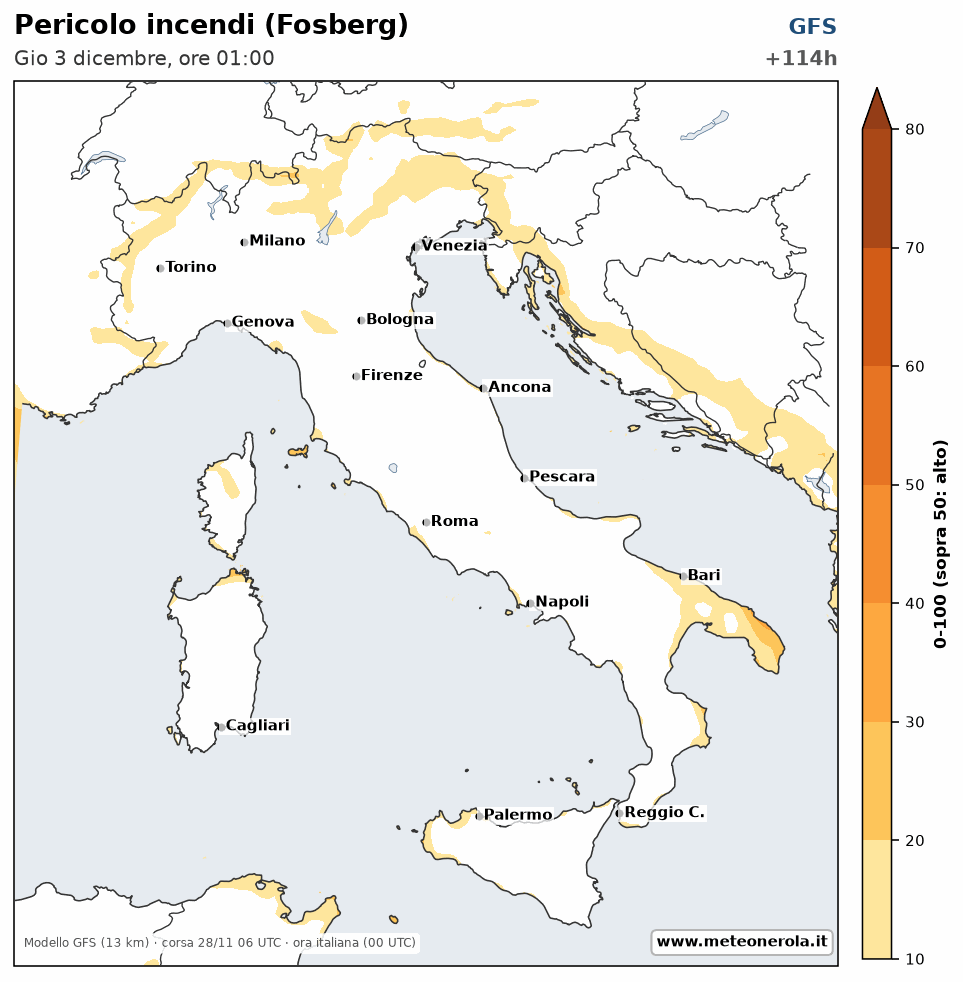 Pericolo incendi (Fosberg)
GFS
Gio 3 dicembre, ore 01:00
+114h
Milano
Venezia
Torino
Genova
Bologna
Firenze
Ancona
Pescara
Roma
Bari
Napoli
Cagliari
Palermo
Reggio C.
80
70
60
50
40
30
20
10
0-100 (sopra 50: alto)
Modello GFS (13 km) · corsa 28/11 06 UTC · ora italiana (00 UTC)
www.meteonerola.it